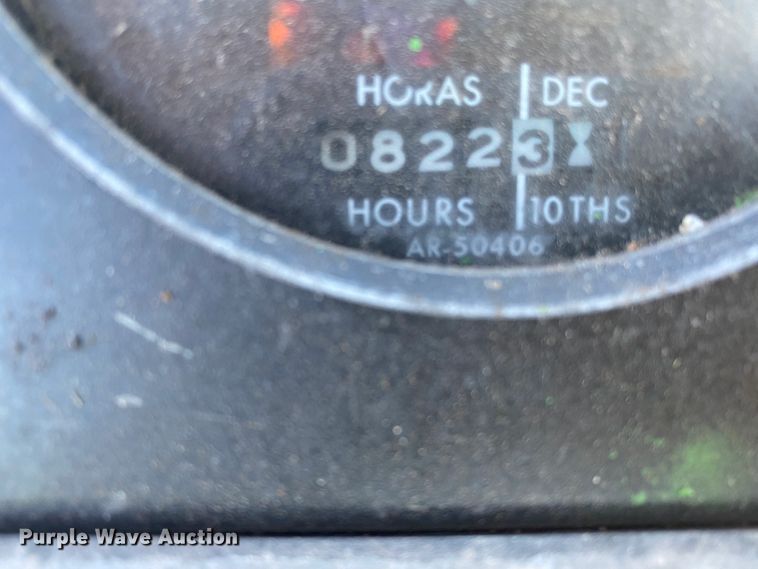 HORAS DEC
08223
HOURS 10THS
AR-50406
Purple Wave Auction